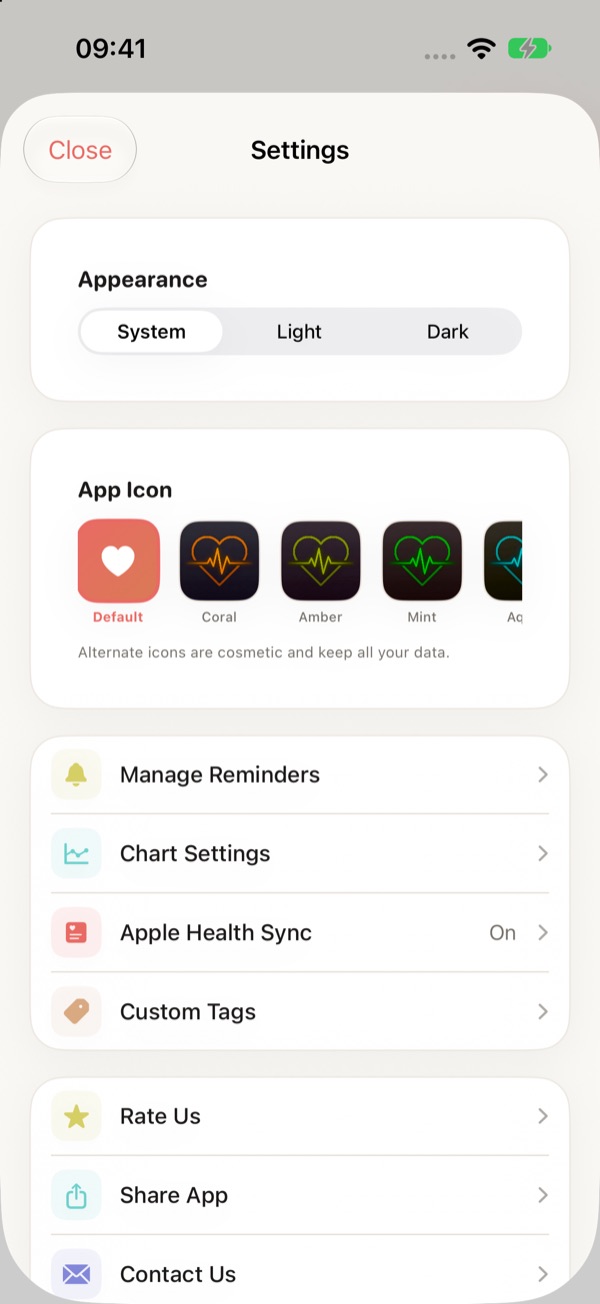 09:41
Close
Settings
Appearance
System Light Dark
App Icon
Default Coral Amber Mint Aq
Alternate icons are cosmetic and keep all your data.
Manage Reminders
Chart Settings
Apple Health Sync On
Custom Tags
Rate Us
Share App
Contact Us